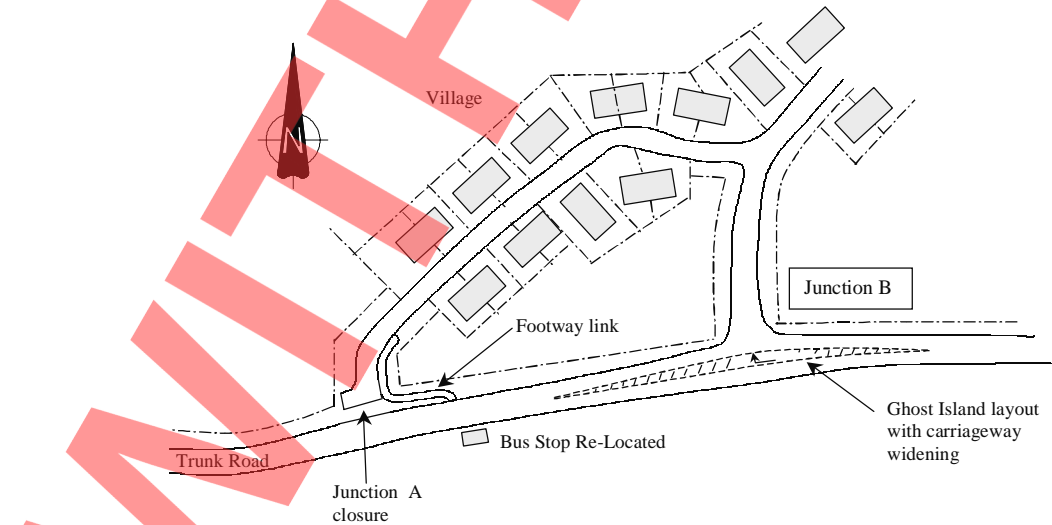 Village
N
Junction B
Footway link
Ghost Island layout
with carriageway
widening
Bus Stop Re-Located
Trunk Road
Junction A
closure